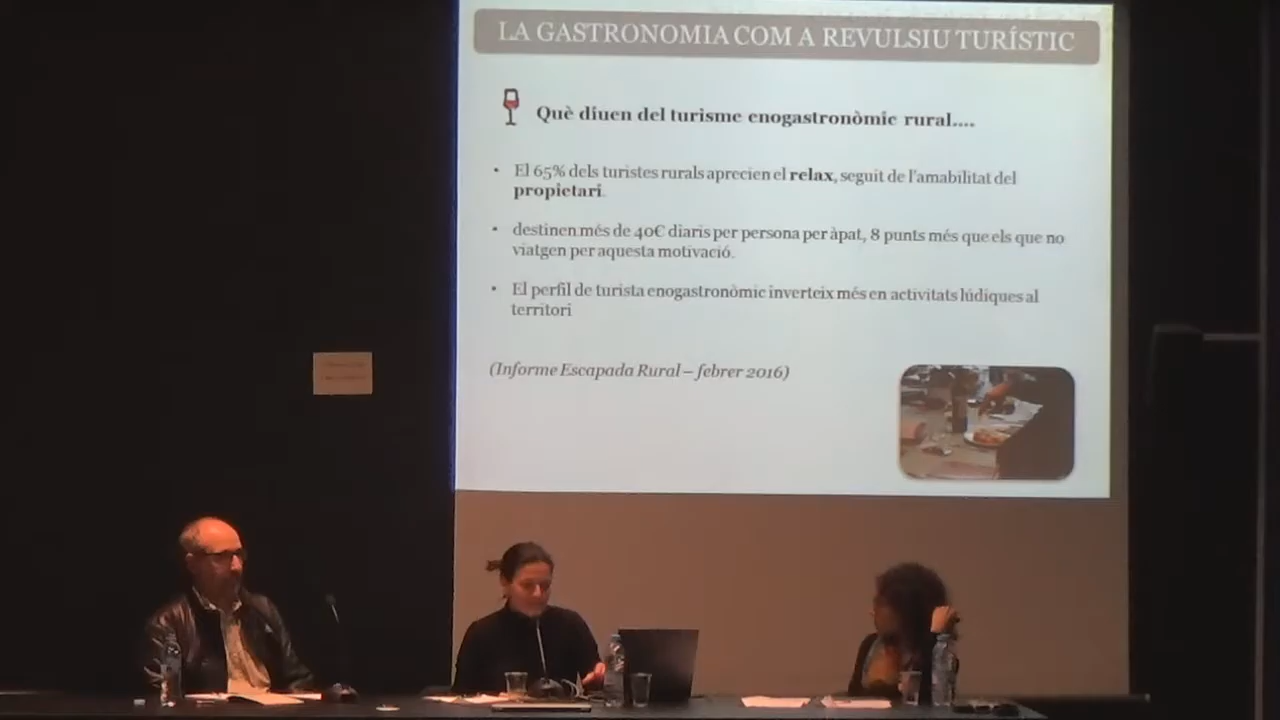 LA GASTRONOMIA COM A REVULSIU TURÍSTIC
Què diuen del turisme enogastronòmic rural....
• El 65% dels turistes rurals aprecien el relax, seguit de l'amabilitat del
propietari.
• destinen més de 40€ diaris per persona per àpat, 8 punts més que els que no
viatgen per aquesta motivació.
• El perfil de turista enogastronòmic inverteix més en activitats lúdiques al
territori
(Informe Escapada Rural – febrer 2016)